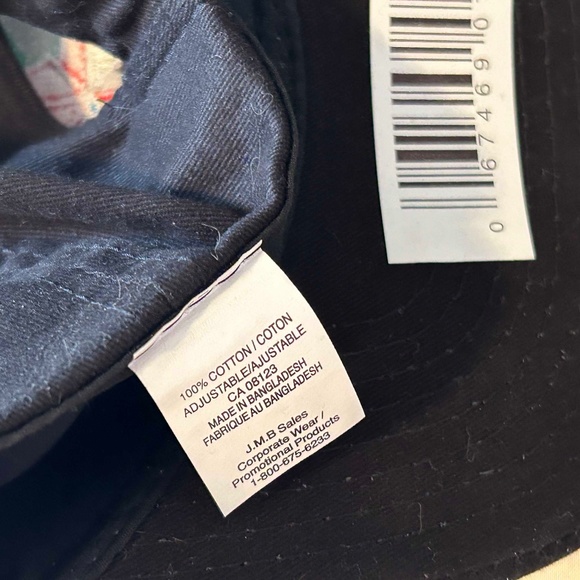 0 67469 0
100% COTTON / COTON
ADJUSTABLE/AJUSTABLE
CA 08123
MADE IN BANGLADESH
FABRIQUE AU BANGLADESH
J.M.B Sales
Corporate Wear /
Promotional Products
1-800-675-6233